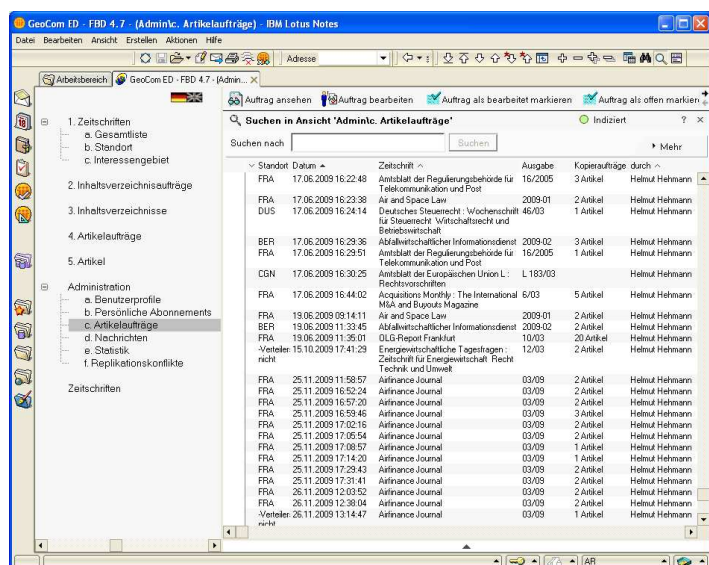 GeoCom ED - FBD 4.7 - (Admin\c. Artikelaufträge) - IBM Lotus Notes
Datei Bearbeiten Ansicht Erstellen Aktionen Hilfe
Adresse
Arbeitsbereich GeoCom ED - FBD 4.7 - (Admin...
1. Zeitschriften
a. Gesamtliste
b. Standort
c. Interessengebiet
2. Inhaltsverzeichnisaufträge
3. Inhaltsverzeichnisse
4. Artikelaufträge
5. Artikel
Administration
a. Benutzerprofile
b. Persönliche Abonnements
c. Artikelaufträge
d. Nachrichten
e. Statistik
f. Replikationskonflikte
Zeitschriften
Auftrag ansehen Auftrag bearbeiten Auftrag als bearbeitet markieren Auftrag als offen markieren
Suchen in Ansicht 'Admin\c. Artikelaufträge' Indiziert ? ×
Suchen nach Suchen Mehr
Standort Datum Zeitschrift Ausgabe Kopieraufträge durch
FRA 17.06.2009 16:22:48 Amtsblatt der Regulierungsbehörde für 16/2005 3 Artikel Helmut Hehmann
Telekommunikation und Post
FRA 17.06.2009 16:23:38 Air and Space Law 2009-01 2 Artikel Helmut Hehmann
DUS 17.06.2009 16:24:14 Deutsches Steuerrecht : Wochenschrift 46/03 1 Artikel Helmut Hehmann
für Steuerrecht Wirtschaftsrecht und
Betriebswirtschaft
BER 17.06.2009 16:29:36 Abfallwirtschaftlicher Informationsdienst 2009-02 3 Artikel Helmut Hehmann
FRA 17.06.2009 16:29:51 Amtsblatt der Regulierungsbehörde für 16/2005 1 Artikel Helmut Hehmann
Telekommunikation und Post
CGN 17.06.2009 16:30:25 Amtsblatt der Europäischen Union L : L 183/03 Helmut Hehmann
Rechtsvorschriften
FRA 17.06.2009 16:44:02 Acquisitions Monthly : The International 6/03 5 Artikel Helmut Hehmann
M&A and Buyouts Magazine
FRA 19.06.2009 09:14:11 Air and Space Law 2009-01 2 Artikel Helmut Hehmann
BER 19.06.2009 11:33:45 Abfallwirtschaftlicher Informationsdienst 2009-02 2 Artikel Helmut Hehmann
FRA 19.06.2009 11:35:01 OLG-Report Frankfurt 10/03 20 Artikel Helmut Hehmann
-Verteiler- 15.10.2009 17:41:29 Energiewirtschaftliche Tagesfragen : 12/03 2 Artikel Helmut Hehmann
nicht Zeitschrift für Energiewirtschaft Recht
Technik und Umwelt
FRA 25.11.2009 11:58:57 Airfinance Journal 03/09 2 Artikel Helmut Hehmann
FRA 25.11.2009 16:52:24 Airfinance Journal 03/09 2 Artikel Helmut Hehmann
FRA 25.11.2009 16:57:20 Airfinance Journal 03/09 2 Artikel Helmut Hehmann
FRA 25.11.2009 16:59:46 Airfinance Journal 03/09 3 Artikel Helmut Hehmann
FRA 25.11.2009 17:02:16 Airfinance Journal 03/09 2 Artikel Helmut Hehmann
FRA 25.11.2009 17:05:54 Airfinance Journal 03/09 2 Artikel Helmut Hehmann
FRA 25.11.2009 17:08:57 Airfinance Journal 03/09 1 Artikel Helmut Hehmann
FRA 25.11.2009 17:14:20 Airfinance Journal 03/09 1 Artikel Helmut Hehmann
FRA 25.11.2009 17:29:43 Airfinance Journal 03/09 2 Artikel Helmut Hehmann
FRA 25.11.2009 17:31:41 Airfinance Journal 03/09 2 Artikel Helmut Hehmann
FRA 26.11.2009 12:03:52 Airfinance Journal 03/09 2 Artikel Helmut Hehmann
FRA 26.11.2009 12:38:04 Airfinance Journal 03/09 2 Artikel Helmut Hehmann
-Verteiler- 26.11.2009 13:14:47 Airfinance Journal 03/09 1 Artikel Helmut Hehmann
nicht
AR